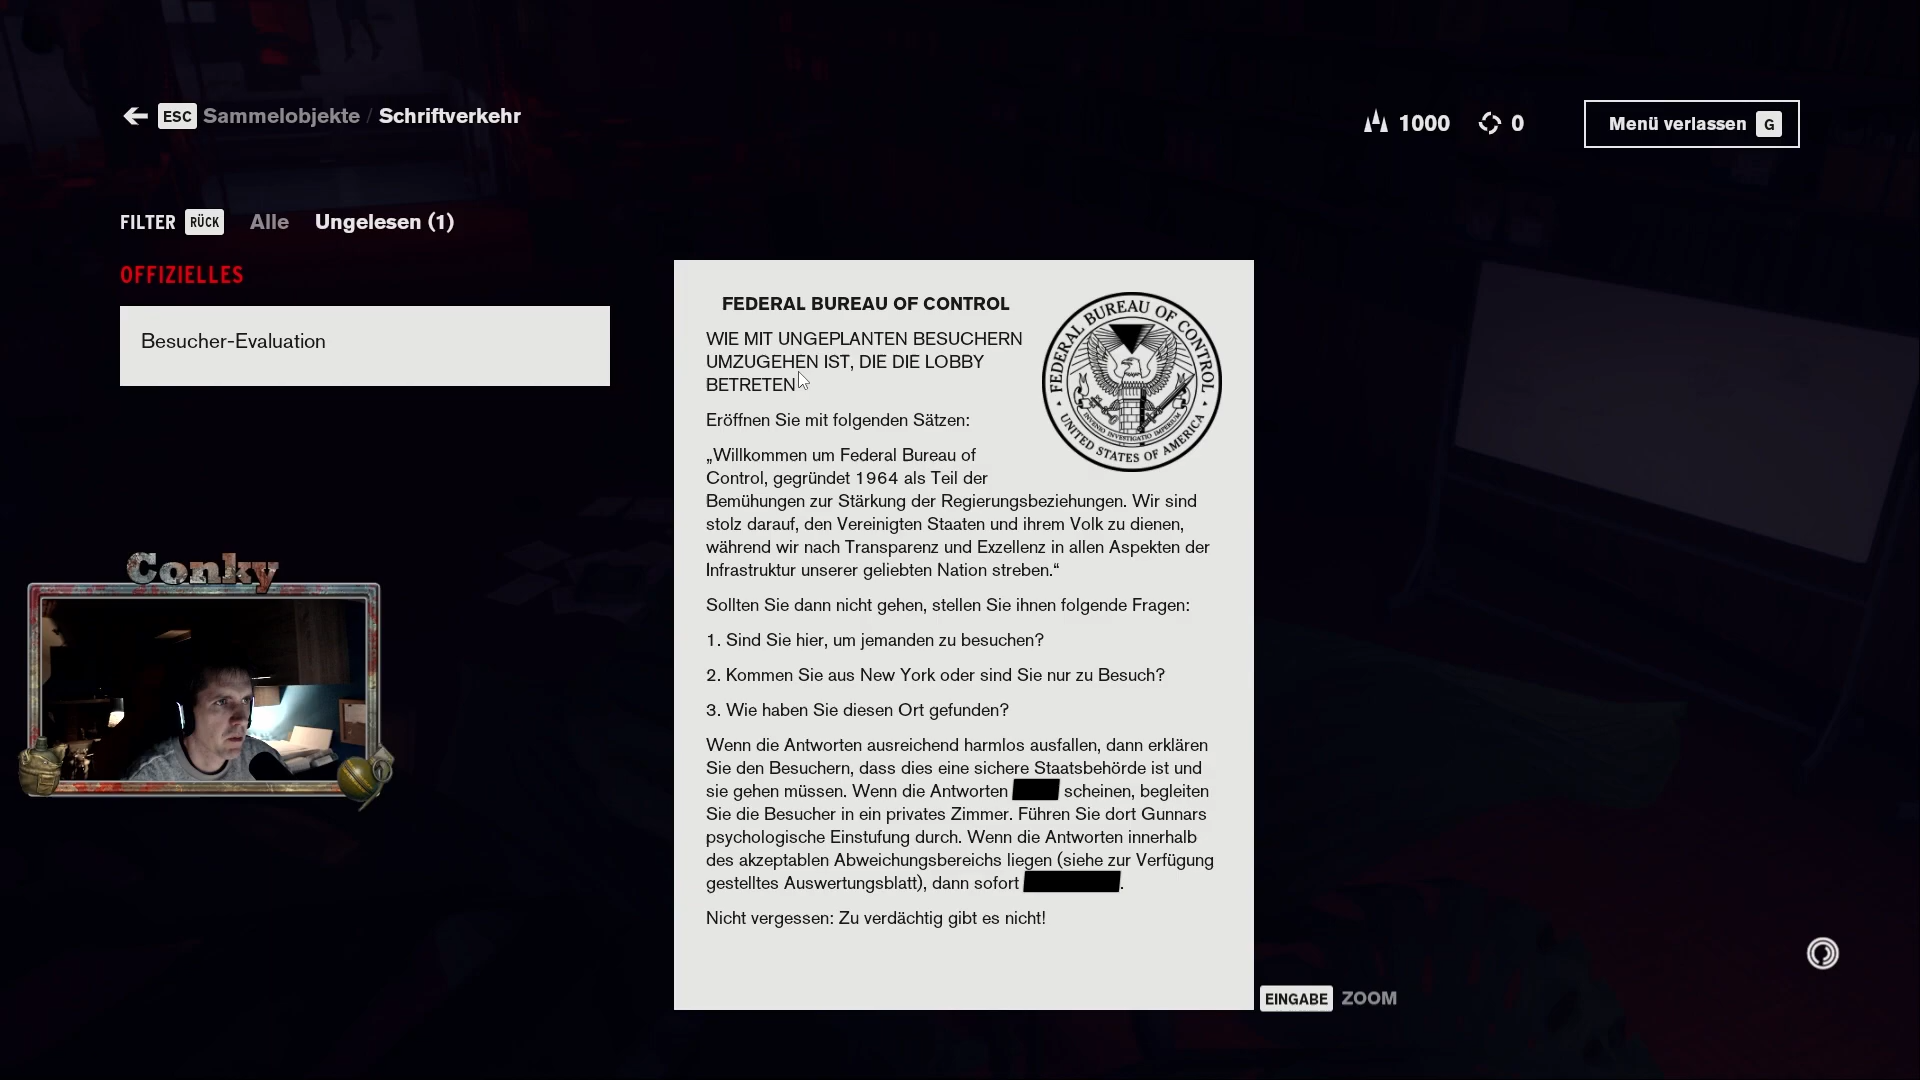 ESC Sammelobjekte / Schriftverkehr
1000
0
Menü verlassen G
FILTER RÜCK Alle Ungelesen (1)
OFFIZIELLES
Besucher-Evaluation
FEDERAL BUREAU OF CONTROL
WIE MIT UNGEPLANTEN BESUCHERN
UMZUGEHEN IST, DIE DIE LOBBY
BETRETEN
FEDERAL BUREAU OF CONTROL
INVENIO INVESTIGATIO IMPERIUM
UNITED STATES OF AMERICA
Eröffnen Sie mit folgenden Sätzen:
„Willkommen um Federal Bureau of
Control, gegründet 1964 als Teil der
Bemühungen zur Stärkung der Regierungsbeziehungen. Wir sind
stolz darauf, den Vereinigten Staaten und ihrem Volk zu dienen,
während wir nach Transparenz und Exzellenz in allen Aspekten der
Infrastruktur unserer geliebten Nation streben.“
Sollten Sie dann nicht gehen, stellen Sie ihnen folgende Fragen:
1. Sind Sie hier, um jemanden zu besuchen?
2. Kommen Sie aus New York oder sind Sie nur zu Besuch?
3. Wie haben Sie diesen Ort gefunden?
Wenn die Antworten ausreichend harmlos ausfallen, dann erklären
Sie den Besuchern, dass dies eine sichere Staatsbehörde ist und
sie gehen müssen. Wenn die Antworten scheinen, begleiten
Sie die Besucher in ein privates Zimmer. Führen Sie dort Gunnars
psychologische Einstufung durch. Wenn die Antworten innerhalb
des akzeptablen Abweichungsbereichs liegen (siehe zur Verfügung
gestelltes Auswertungsblatt), dann sofort .
Nicht vergessen: Zu verdächtig gibt es nicht!
EINGABE ZOOM
Conky